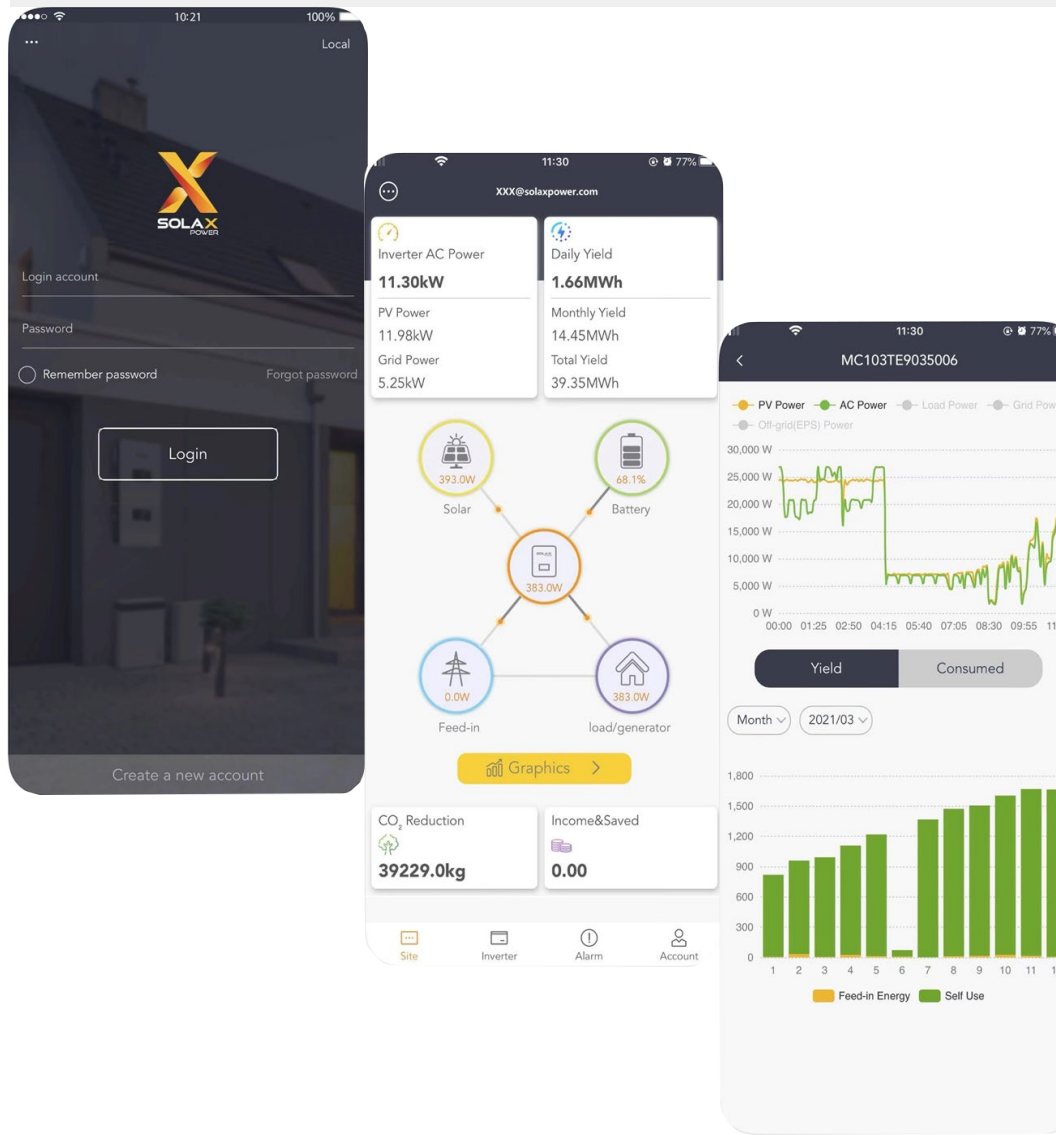 10:21 100%
Local
SOLAX
POWER
Login account
Password
Remember password Forgot password
Login
Create a new account
11:30 77%
XXX@solaxpower.com
Inverter AC Power
11.30kW
PV Power
11.98kW
Grid Power
5.25kW
Daily Yield
1.66MWh
Monthly Yield
14.45MWh
Total Yield
39.35MWh
393.0W
Solar
68.1%
Battery
383.0W
0.0W
Feed-in
383.0W
load/generator
Graphics >
CO₂ Reduction
39229.0kg
Income&Saved
0.00
Site Inverter Alarm Account
11:30 77%
< MC103TE9035006
PV Power AC Power Load Power Grid Pow
Off-grid(EPS) Power
30,000 W
25,000 W
20,000 W
15,000 W
10,000 W
5,000 W
0 W
00:00 01:25 02:50 04:15 05:40 07:05 08:30 09:55 11
Yield Consumed
Month 2021/03
1,800
1,500
1,200
900
600
300
0
1 2 3 4 5 6 7 8 9 10 11 1
Feed-in Energy Self Use